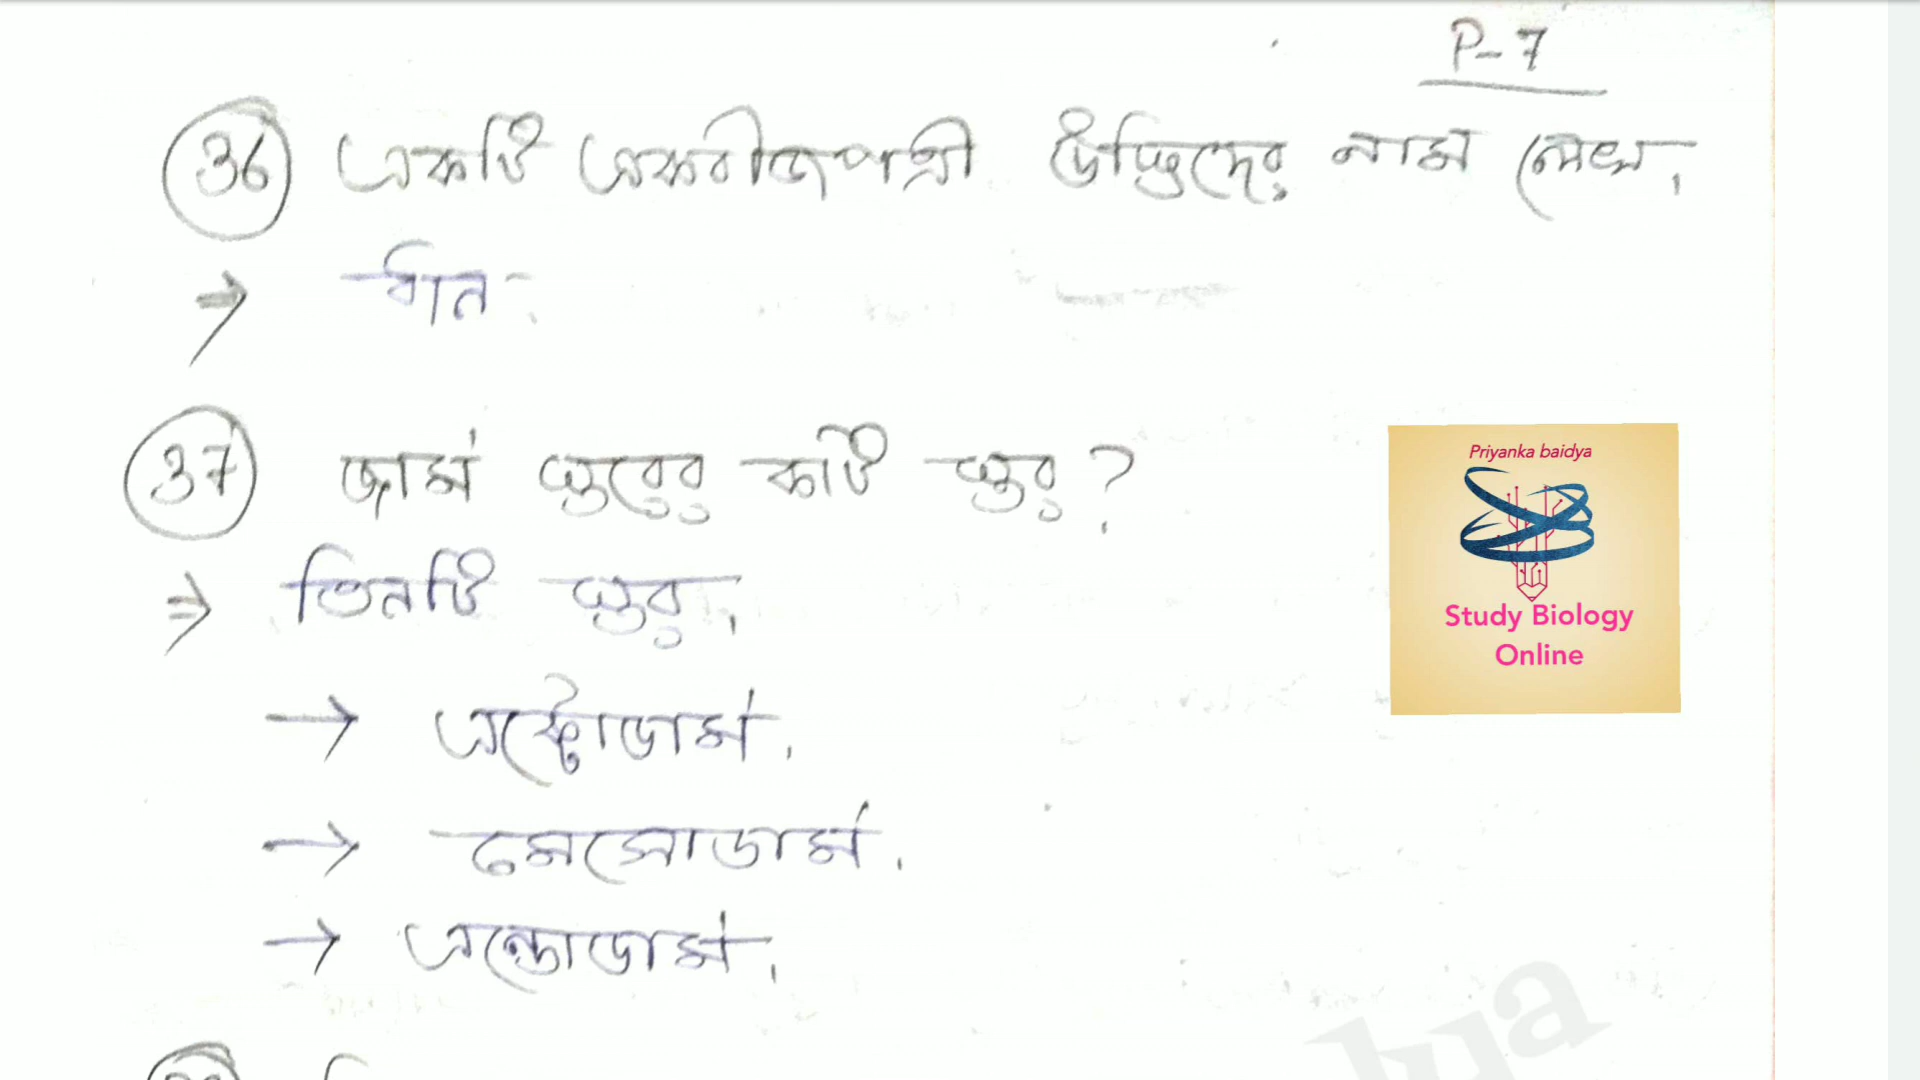 P-7
36 একটি একবীজপত্রী উদ্ভিদের নাম লেখ।
⇒ ধান।
37 জার্ম স্তরের কটি স্তর?
⇒ তিনটি স্তর।
→ এক্টোডার্ম।
→ মেসোডার্ম।
→ এন্ডোডার্ম।
Priyanka baidya
Study Biology
Online